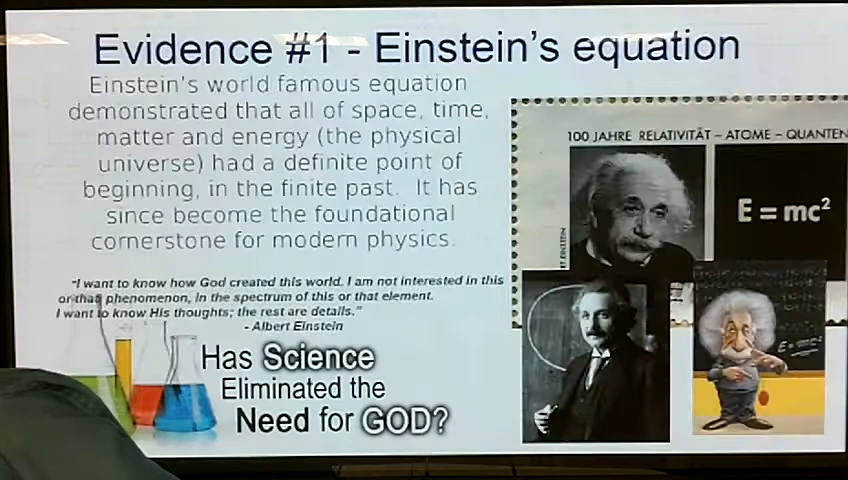 Evidence #1 - Einstein's equation
Einstein's world famous equation
demonstrated that all of space, time,
matter and energy (the physical
universe) had a definite point of
beginning, in the finite past. It has
since become the foundational
cornerstone for modern physics.
"I want to know how God created this world. I am not interested in this
or that phenomenon, in the spectrum of this or that element.
I want to know His thoughts; the rest are details."
- Albert Einstein
Has Science
Eliminated the
Need for GOD?
100 JAHRE RELATIVITÄT – ATOME – QUANTEN
EINSTEIN
E = mc²
E = mc²